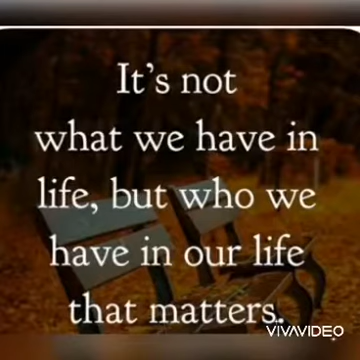 It's not
what we have in
life, but who we
have in our life
that matters.
VIVAVIDEO